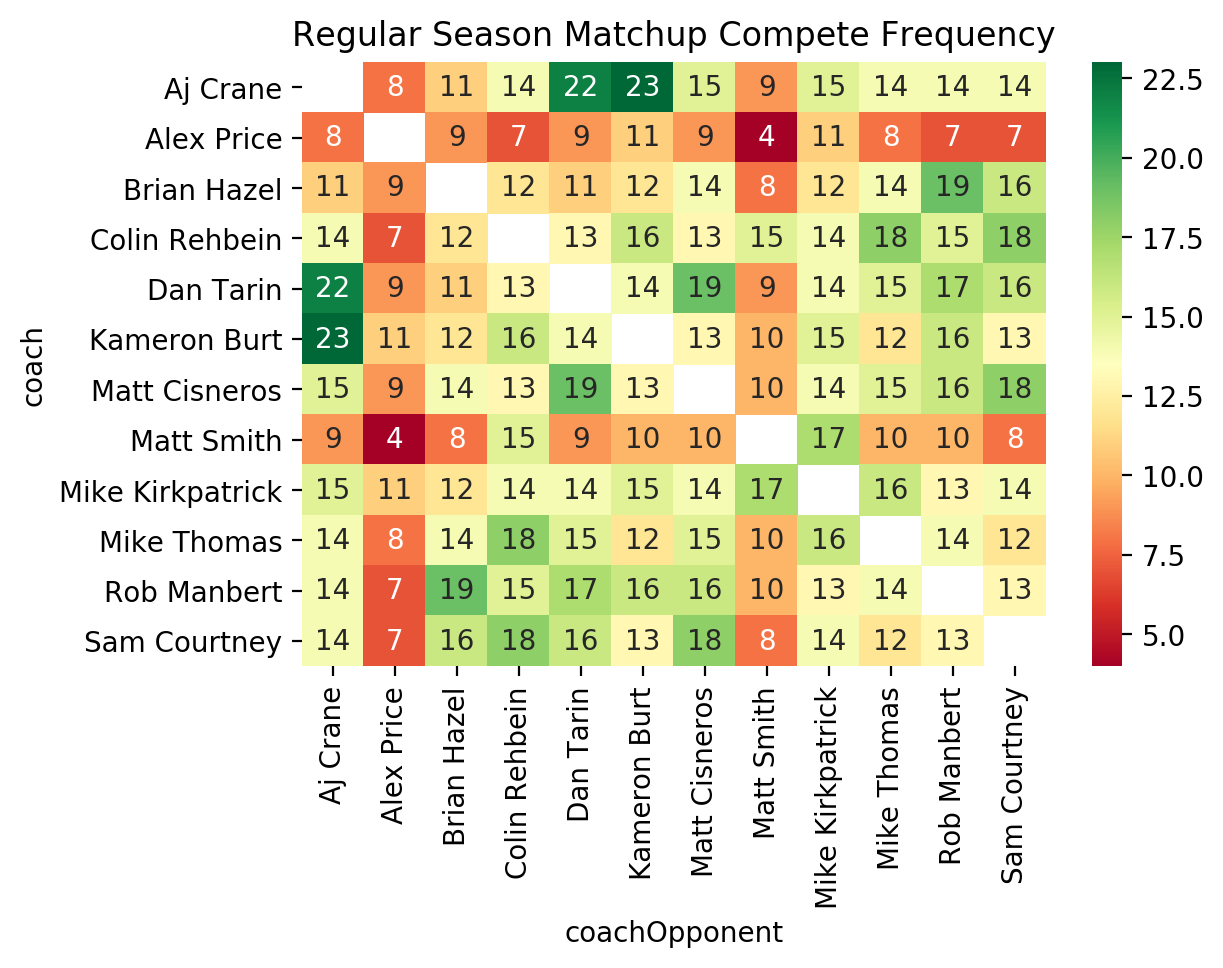 Regular Season Matchup Compete Frequency
Aj Crane 8 11 14 22 23 15 9 15 14 14 14
Alex Price 8 9 7 9 11 9 4 11 8 7 7
Brian Hazel 11 9 12 11 12 14 8 12 14 19 16
Colin Rehbein 14 7 12 13 16 13 15 14 18 15 18
Dan Tarin 22 9 11 13 14 19 9 14 15 17 16
Kameron Burt 23 11 12 16 14 13 10 15 12 16 13
Matt Cisneros 15 9 14 13 19 13 10 14 15 16 18
Matt Smith 9 4 8 15 9 10 10 17 10 10 8
Mike Kirkpatrick 15 11 12 14 14 15 14 17 16 13 14
Mike Thomas 14 8 14 18 15 12 15 10 16 14 12
Rob Manbert 14 7 19 15 17 16 16 10 13 14 13
Sam Courtney 14 7 16 18 16 13 18 8 14 12 13
coach
Aj Crane
Alex Price
Brian Hazel
Colin Rehbein
Dan Tarin
Kameron Burt
Matt Cisneros
Matt Smith
Mike Kirkpatrick
Mike Thomas
Rob Manbert
Sam Courtney
coachOpponent
22.5
20.0
17.5
15.0
12.5
10.0
7.5
5.0